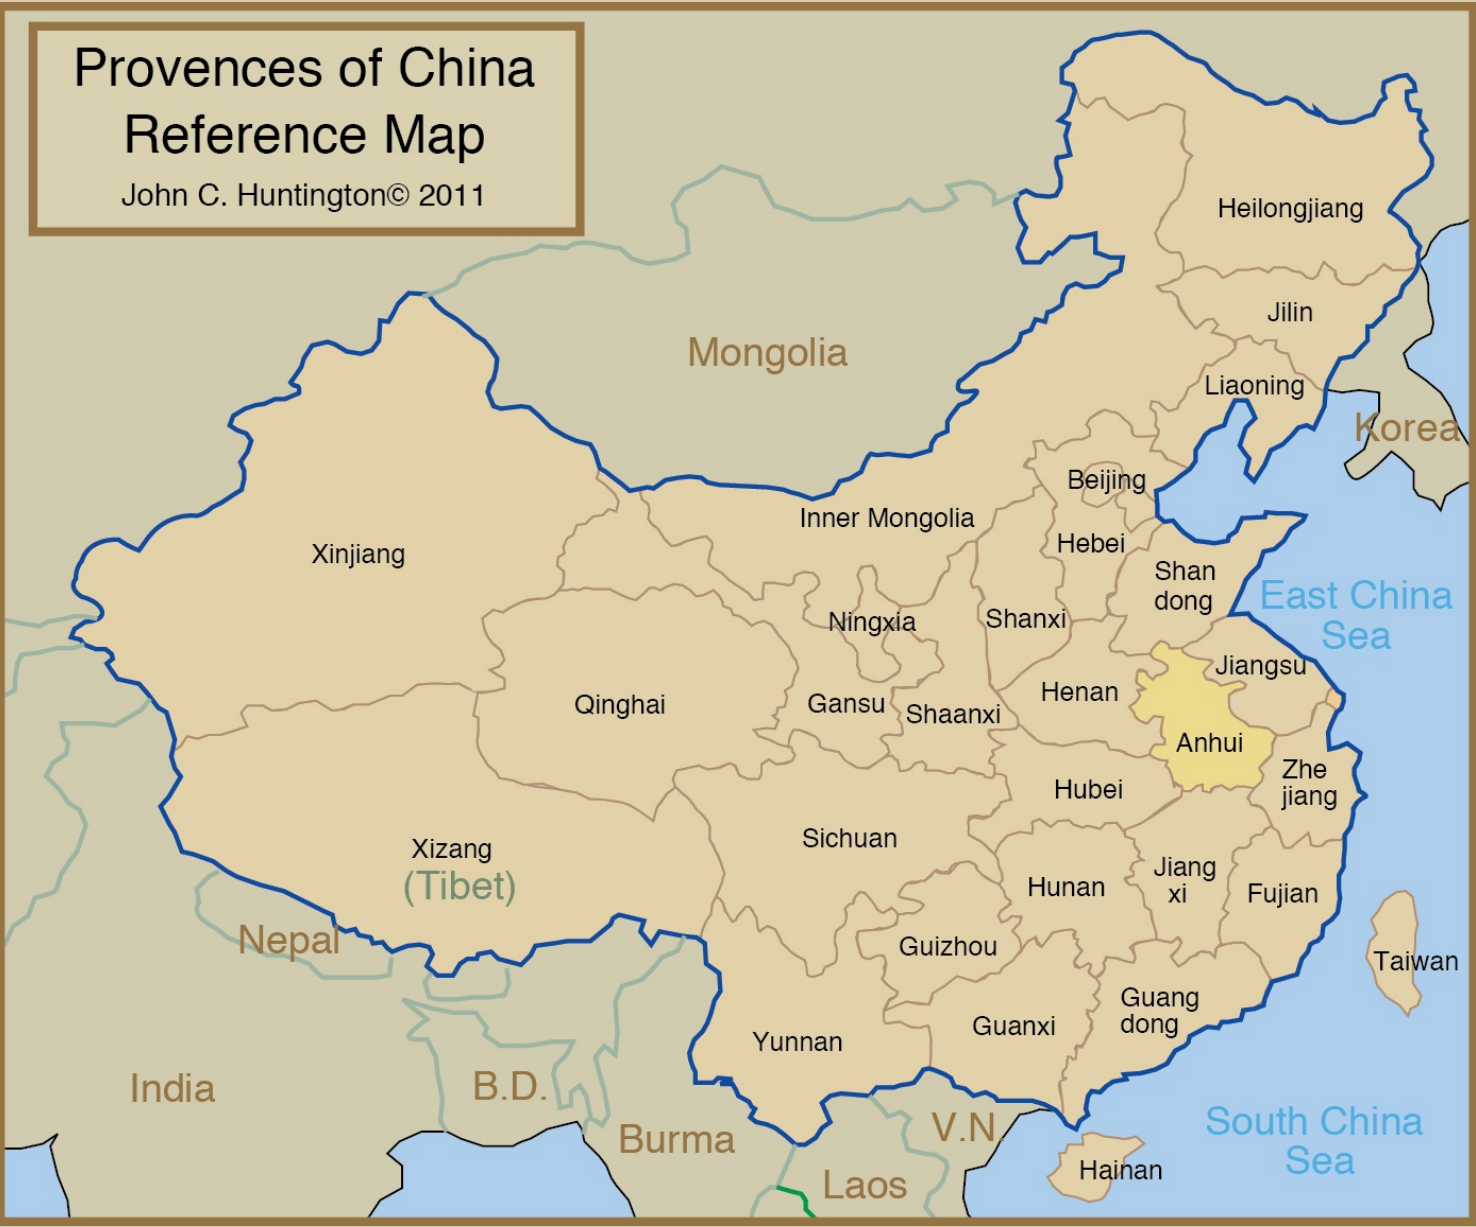 Provences of China
Reference Map
John C. Huntington© 2011
Heilongjiang
Jilin
Mongolia
Liaoning
Korea
Beijing
Inner Mongolia
Hebei
Xinjiang
Shan
dong
East China
Sea
Ningxia
Shanxi
Jiangsu
Henan
Qinghai
Gansu
Shaanxi
Anhui
Zhe
jiang
Hubei
Sichuan
Xizang
(Tibet)
Jiang
xi
Hunan
Fujian
Nepal
Guizhou
Taiwan
Guang
dong
Guanxi
Yunnan
India
B.D.
Burma
V.N.
South China
Sea
Hainan
Laos